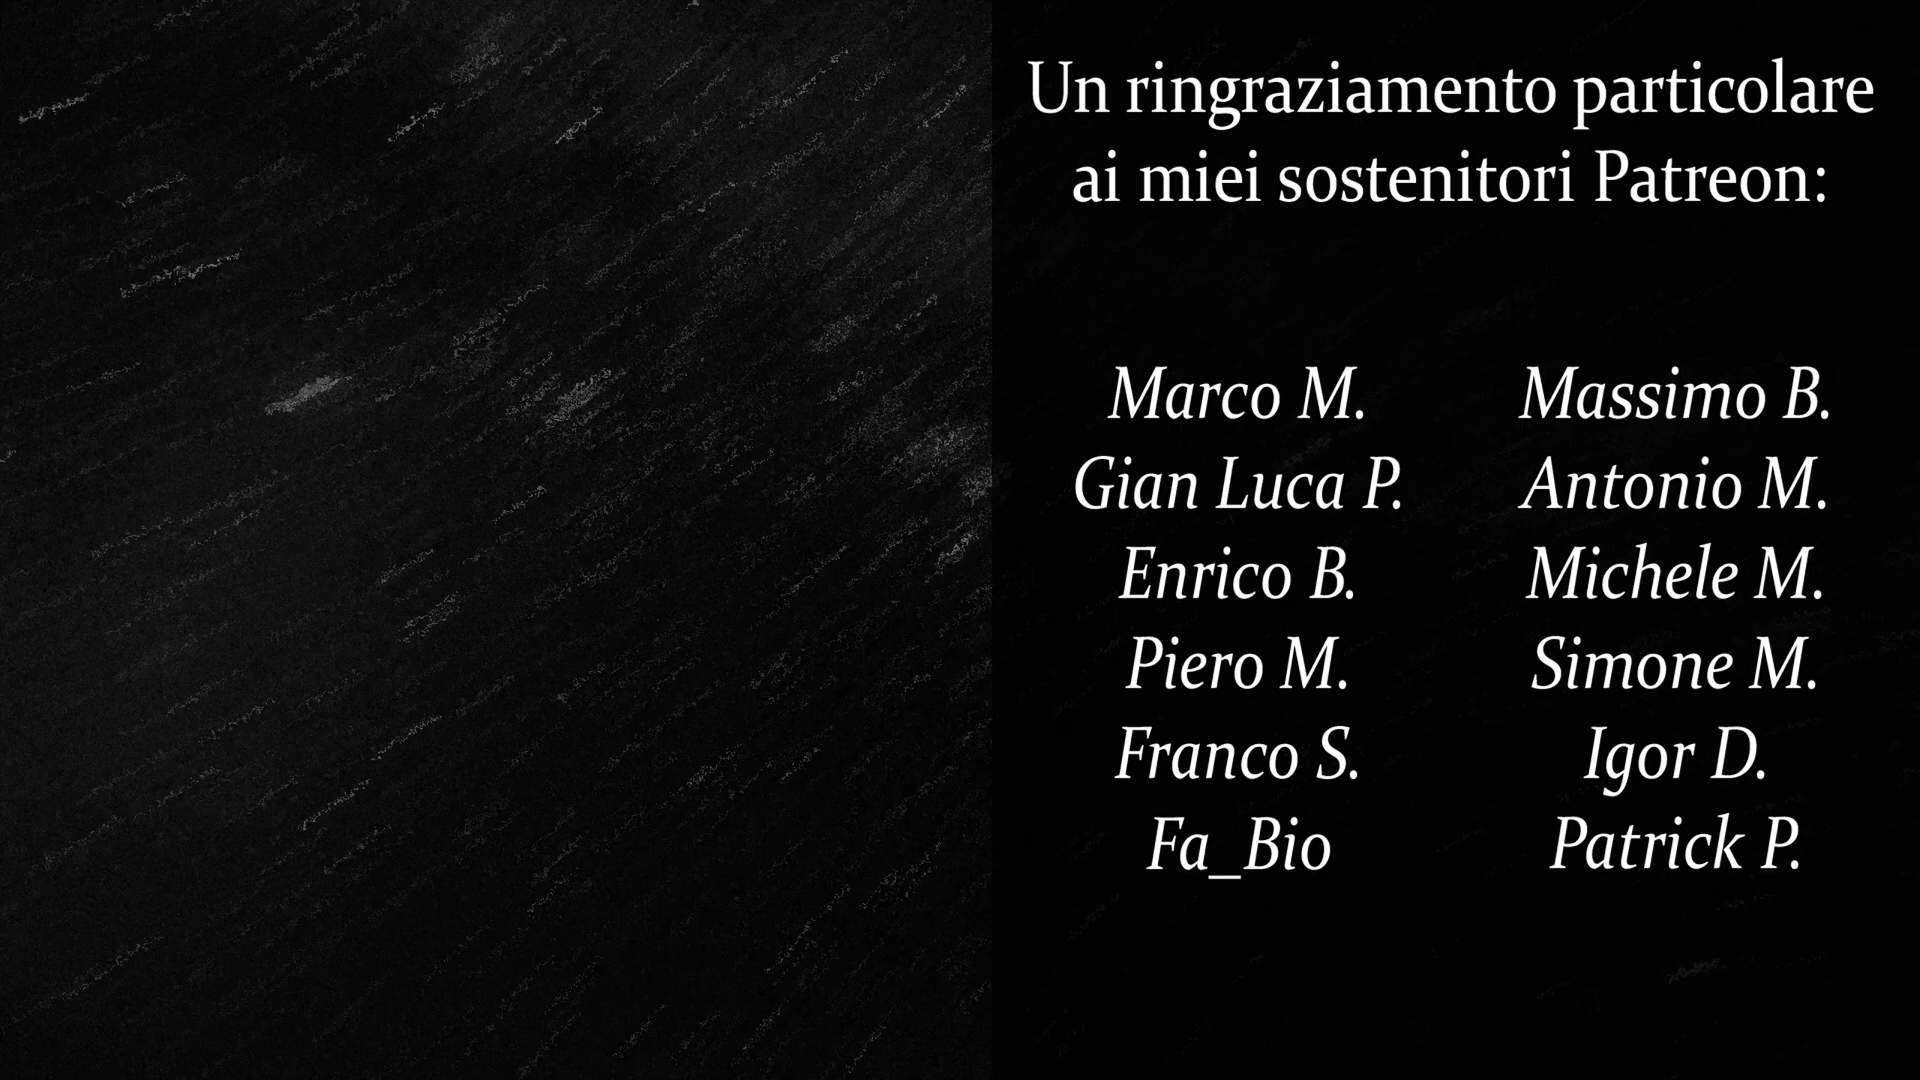 Un ringraziamento particolare
ai miei sostenitori Patreon:
Marco M.
Gian Luca P.
Enrico B.
Piero M.
Franco S.
Fa_Bio
Massimo B.
Antonio M.
Michele M.
Simone M.
Igor D.
Patrick P.